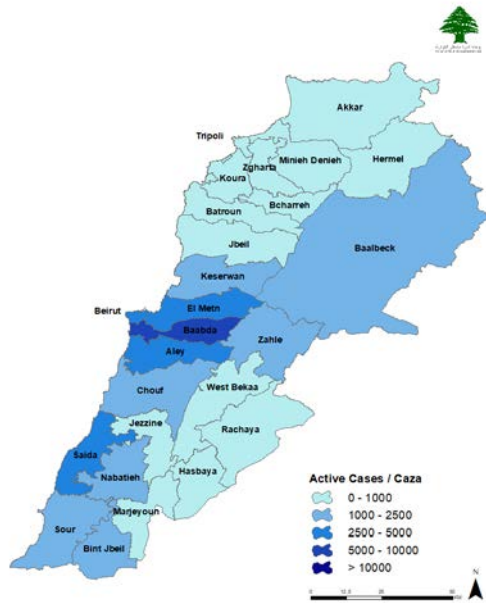 Akkar
Tripoli
Minieh Denieh
Hermel
Zgharta
Koura
Bcharreh
Batroun
Jbeil
Baalbeck
Keserwan
El Metn
Beirut
Baabda
Zahle
Aley
Chouf
West Bekaa
Jezzine
Rachaya
Saida
Hasbaya
Nabatieh
Marjeyoun
Sour
Bint Jbeil
Active Cases / Caza
0 - 1000
1000 - 2500
2500 - 5000
5000 - 10000
> 10000
N